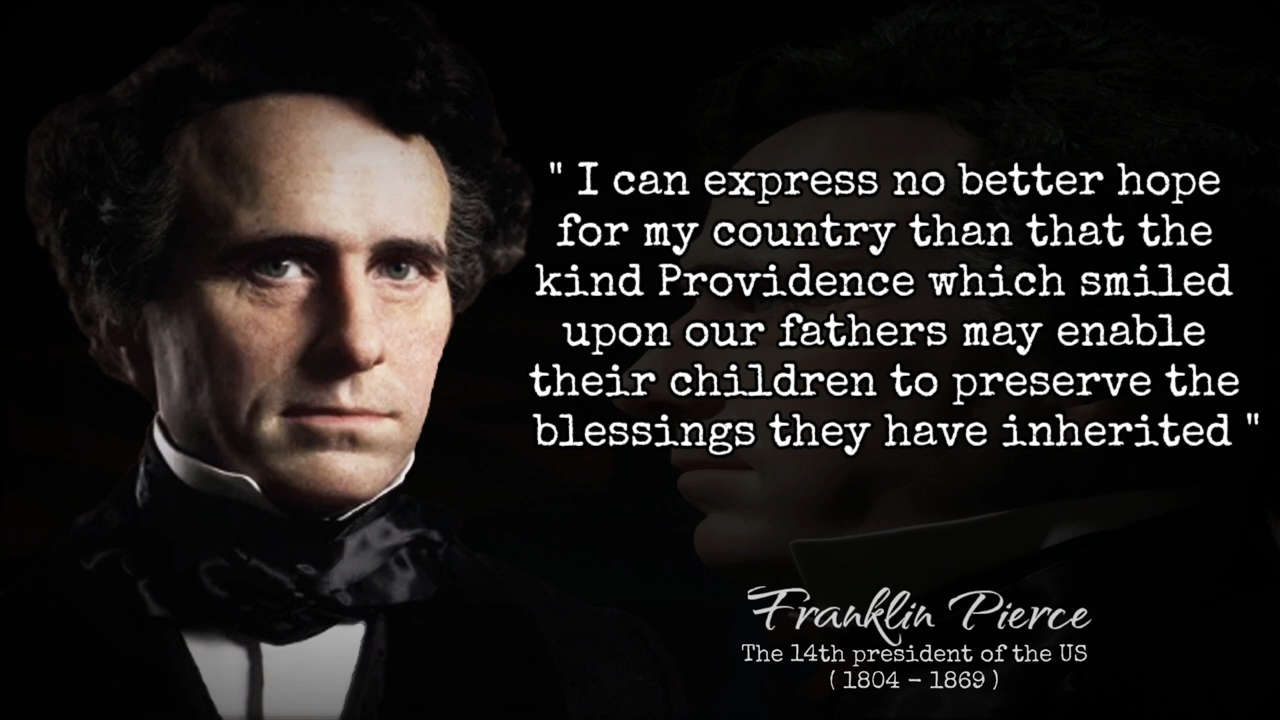 " I can express no better hope
for my country than that the
kind Providence which smiled
upon our fathers may enable
their children to preserve the
blessings they have inherited "
Franklin Pierce
The 14th president of the US
( 1804 - 1869 )